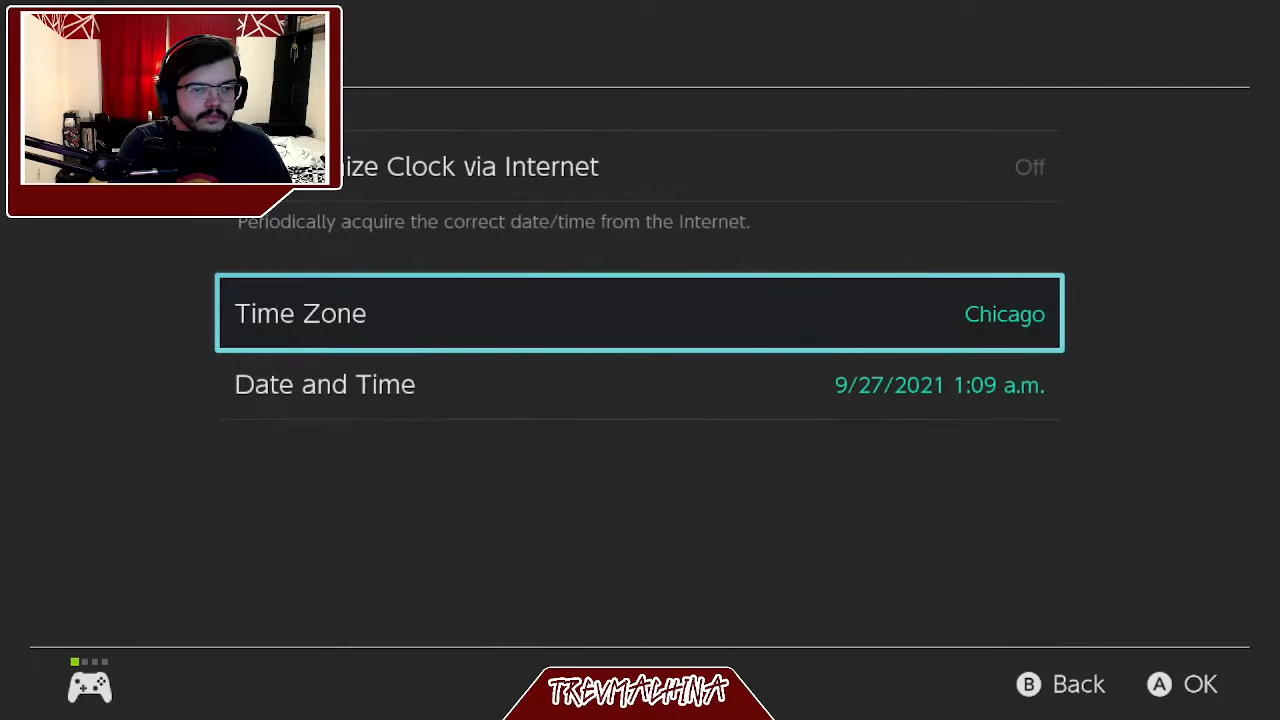 ize Clock via Internet Off
Periodically acquire the correct date/time from the Internet.
Time Zone Chicago
Date and Time 9/27/2021 1:09 a.m.
TREVMACHINA
B Back A OK